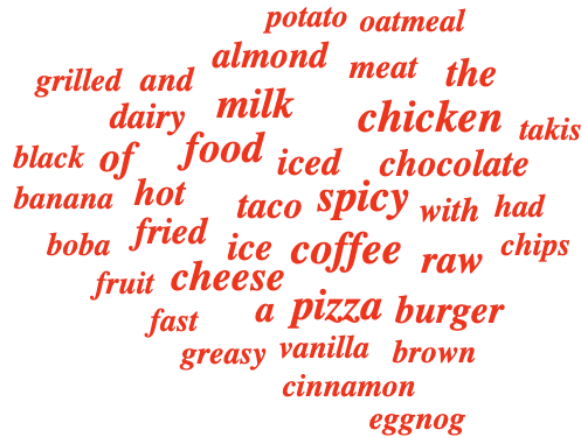 potato oatmeal
almond meat the
grilled and
dairy milk chicken takis
black of food iced chocolate
banana hot taco spicy with had
boba fried ice coffee raw chips
fruit cheese
fast a pizza burger
greasy vanilla brown
cinnamon
eggnog